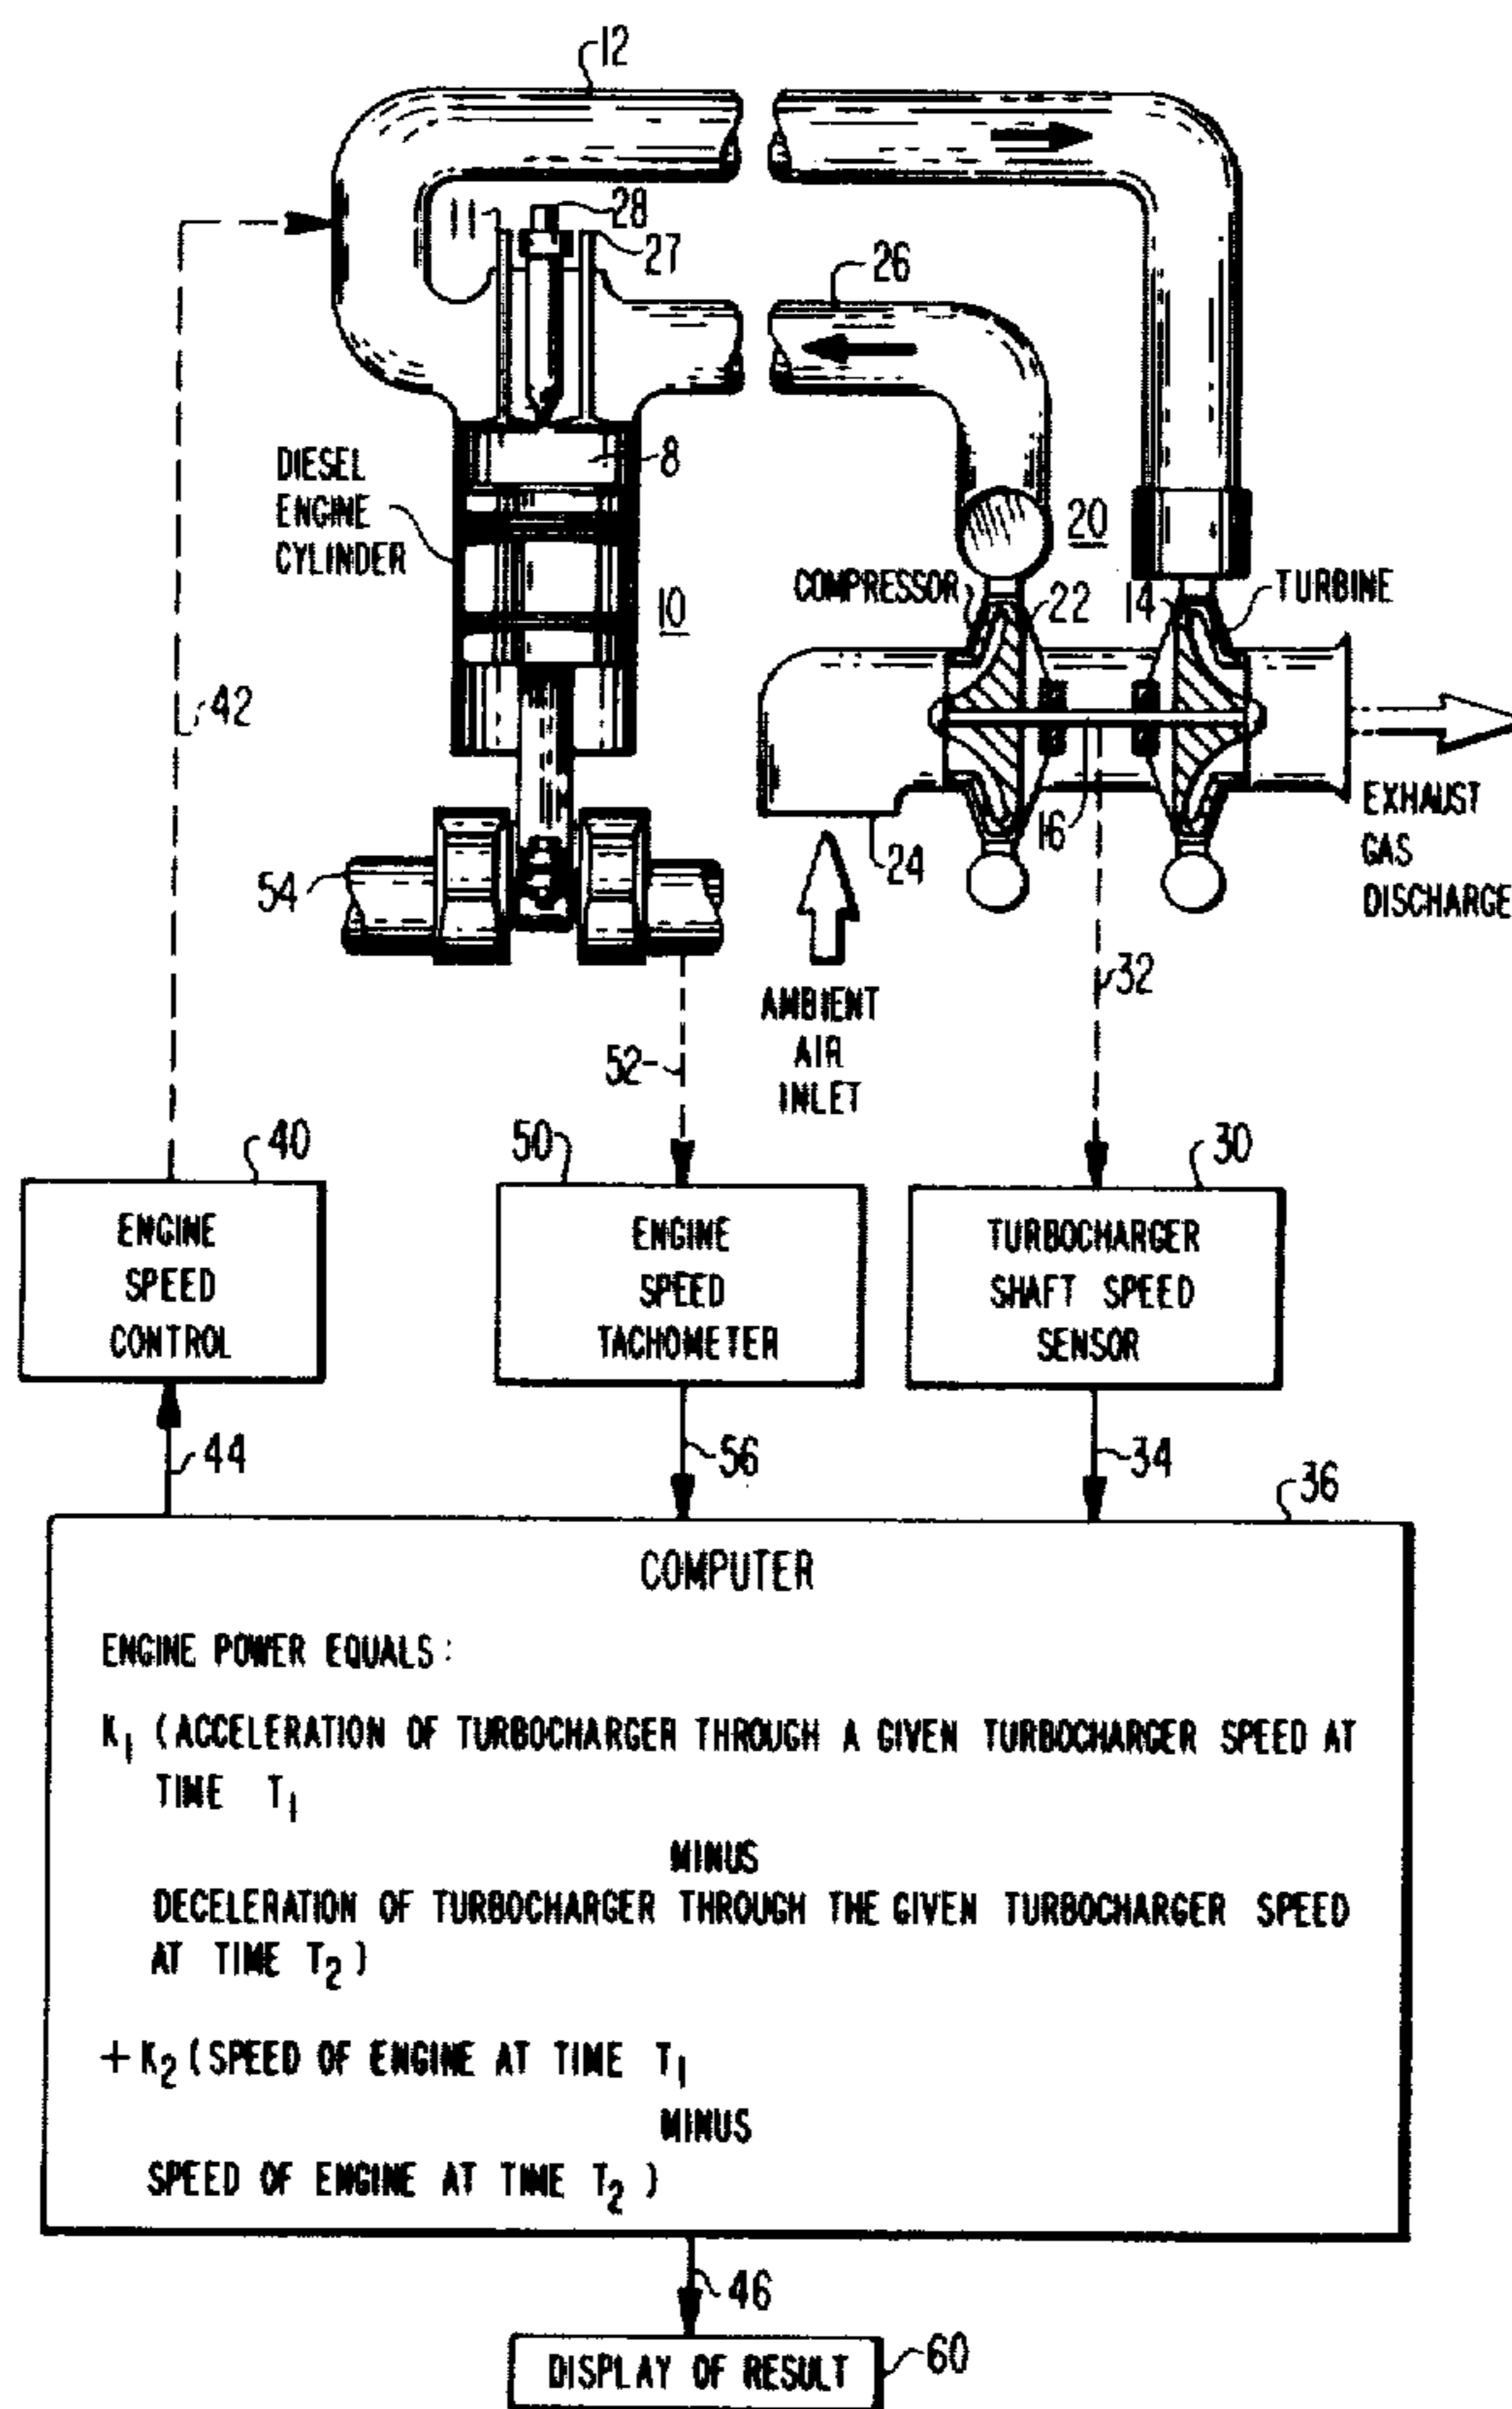 12
11
28
27
26
DIESEL
ENGINE
CYLINDER
8
10
20
COMPRESSOR
22
14
TURBINE
42
16
24
54
EXHAUST
GAS
DISCHARGE
AMBIENT
AIR
INLET
32
52
40
50
30
ENGINE
SPEED
CONTROL
ENGINE
SPEED
TACHOMETER
TURBOCHARGER
SHAFT SPEED
SENSOR
44
56
34
36
COMPUTER
ENGINE POWER EQUALS:
K1 (ACCELERATION OF TURBOCHARGER THROUGH A GIVEN TURBOCHARGER SPEED AT
TIME T1
MINUS
DECELERATION OF TURBOCHARGER THROUGH THE GIVEN TURBOCHARGER SPEED
AT TIME T2)
+K2 (SPEED OF ENGINE AT TIME T1
MINUS
SPEED OF ENGINE AT TIME T2)
46
DISPLAY OF RESULT
60